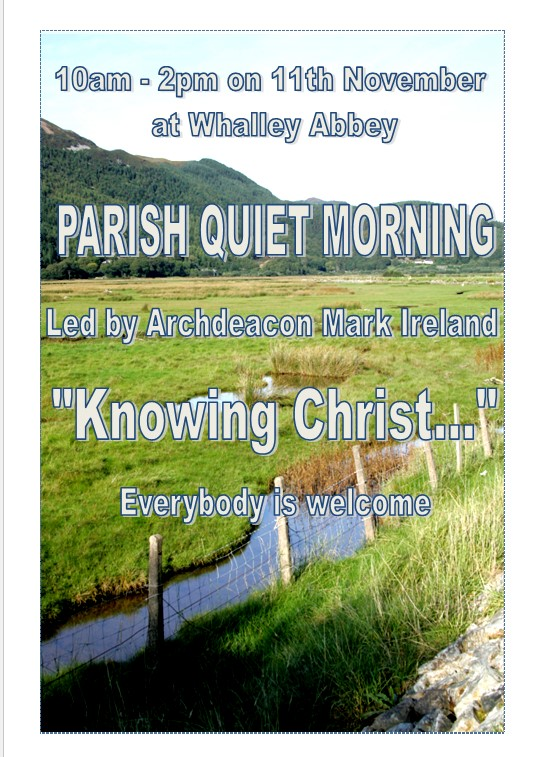 10am - 2pm on 11th November
at Whalley Abbey
PARISH QUIET MORNING
Led by Archdeacon Mark Ireland
"Knowing Christ..."
Everybody is welcome